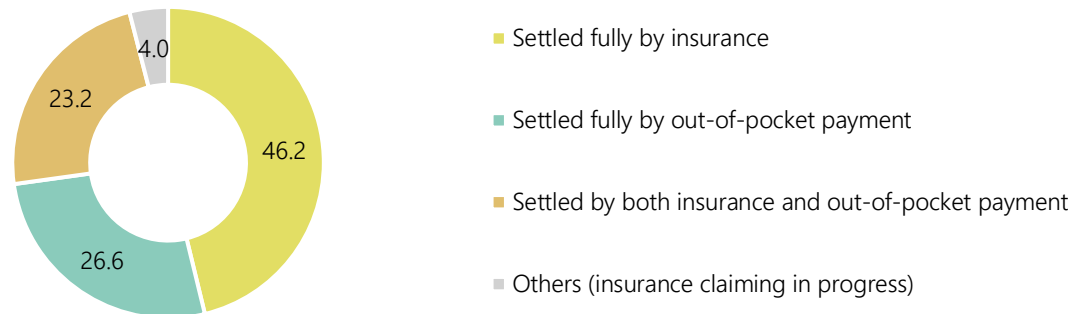 4.0
Settled fully by insurance
23.2
Settled fully by out-of-pocket payment
46.2
Settled by both insurance and out-of-pocket payment
26.6
Others (insurance claiming in progress)